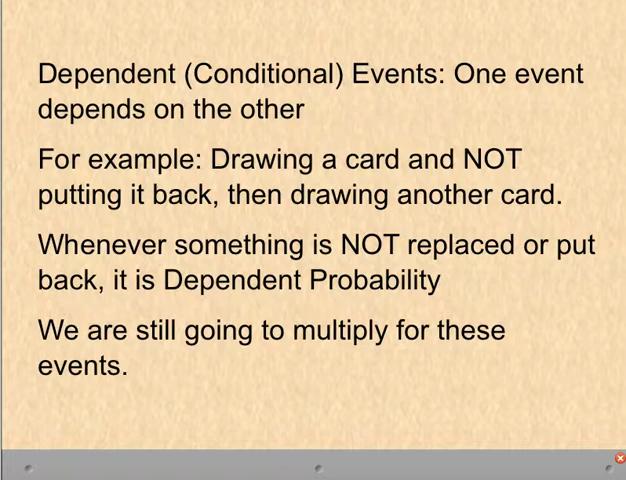 Dependent (Conditional) Events: One event
depends on the other
For example: Drawing a card and NOT
putting it back, then drawing another card.
Whenever something is NOT replaced or put
back, it is Dependent Probability
We are still going to multiply for these
events.